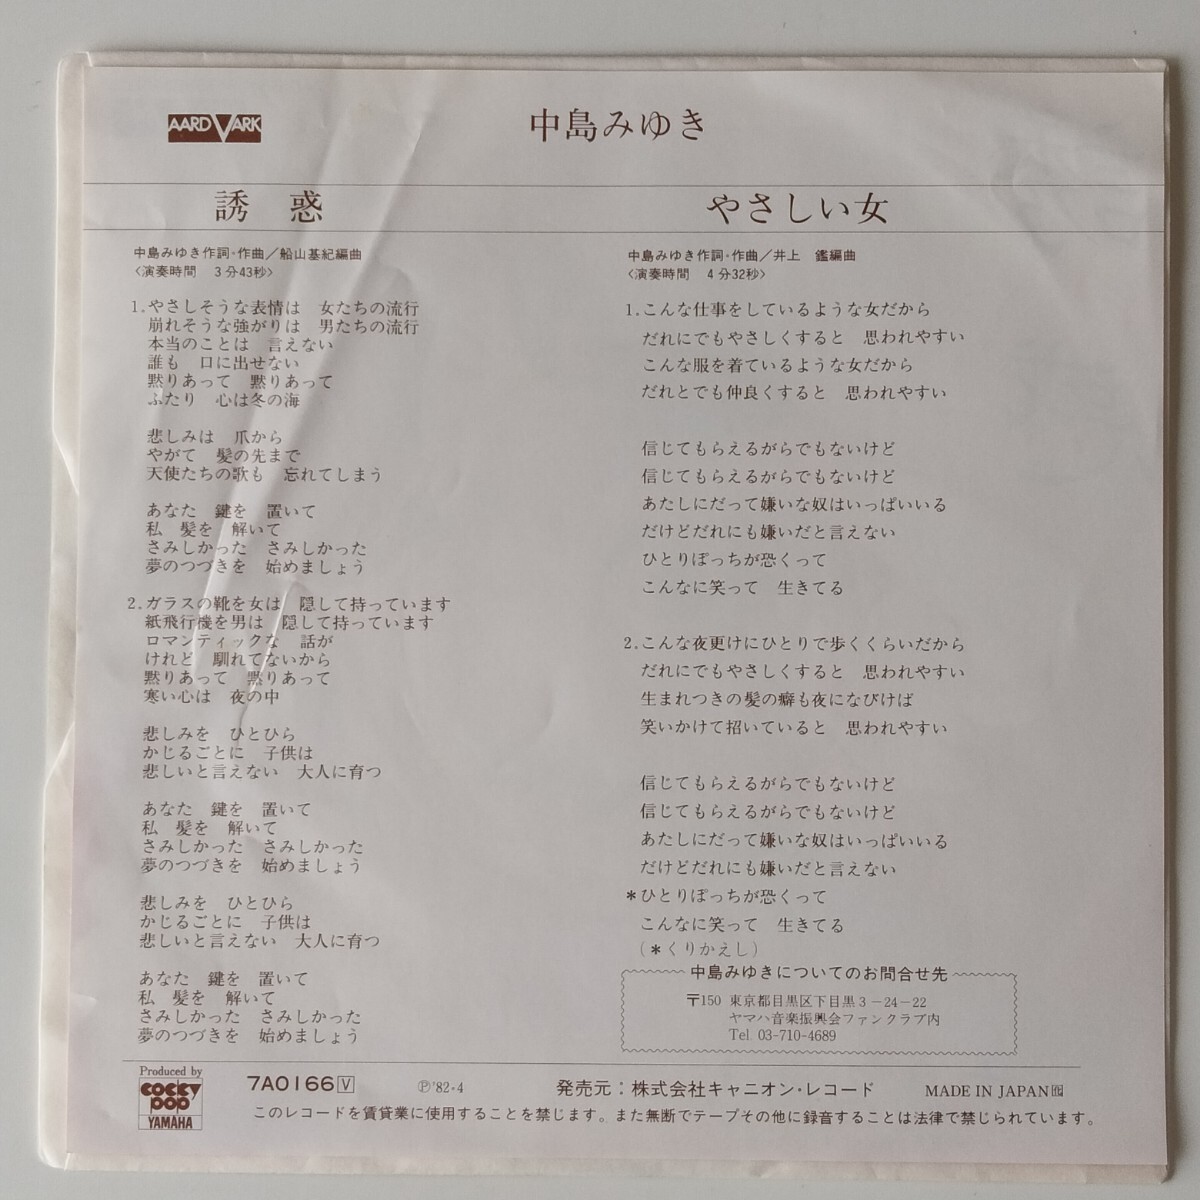 AARDVARK
中島みゆき
誘惑
中島みゆき作詞・作曲／船山基紀編曲
〈演奏時間　3分43秒〉
1.やさしそうな表情は　女たちの流行
崩れそうな強がりは　男たちの流行
本当のことは　言えない
誰も　口に出せない
黙りあって　黙りあって
ふたり　心は冬の海
悲しみは　爪から
やがて　髪の先まで
天使たちの歌も　忘れてしまう
あなた　鍵を　置いて
私　髪を　解いて
さみしかった　さみしかった
夢のつづきを　始めましょう
2.ガラスの靴を女は　隠して持っています
紙飛行機を男は　隠して持っています
ロマンティックな　話が
けれど　馴れてないから
黙りあって　黙りあって
寒い心は　夜の中
悲しみを　ひとひら
かじるごとに　子供は
悲しいと言えない　大人に育つ
あなた　鍵を　置いて
私　髪を　解いて
さみしかった　さみしかった
夢のつづきを　始めましょう
悲しみを　ひとひら
かじるごとに　子供は
悲しいと言えない　大人に育つ
あなた　鍵を　置いて
私　髪を　解いて
さみしかった　さみしかった
夢のつづきを　始めましょう
やさしい女
中島みゆき作詞・作曲／井上　鑑編曲
〈演奏時間　4分32秒〉
1.こんな仕事をしているような女だから
だれにでもやさしくすると　思われやすい
こんな服を着ているような女だから
だれとでも仲良くすると　思われやすい
信じてもらえるがらでもないけど
信じてもらえるがらでもないけど
あたしにだって嫌いな奴はいっぱいいる
だけどだれにも嫌いだと言えない
ひとりぽっちが恐くって
こんなに笑って　生きてる
2.こんな夜更けにひとりで歩くくらいだから
だれにでもやさしくすると　思われやすい
生まれつきの髪の癖も夜になびけば
笑いかけて招いていると　思われやすい
信じてもらえるがらでもないけど
信じてもらえるがらでもないけど
あたしにだって嫌いな奴はいっぱいいる
だけどだれにも嫌いだと言えない
＊ひとりぽっちが恐くって
こんなに笑って　生きてる
(＊くりかえし)
中島みゆきについてのお問合せ先
〒150　東京都目黒区下目黒3－24－22
ヤマハ音楽振興会ファンクラブ内
Tel. 03-710-4689
Produced by
COCKY POP
YAMAHA
7A0166 V
Ⓟ'82・4
発売元：株式会社キャニオン・レコード
MADE IN JAPAN
このレコードを賃貸業に使用することを禁じます。また無断でテープその他に録音することは法律で禁じられています。